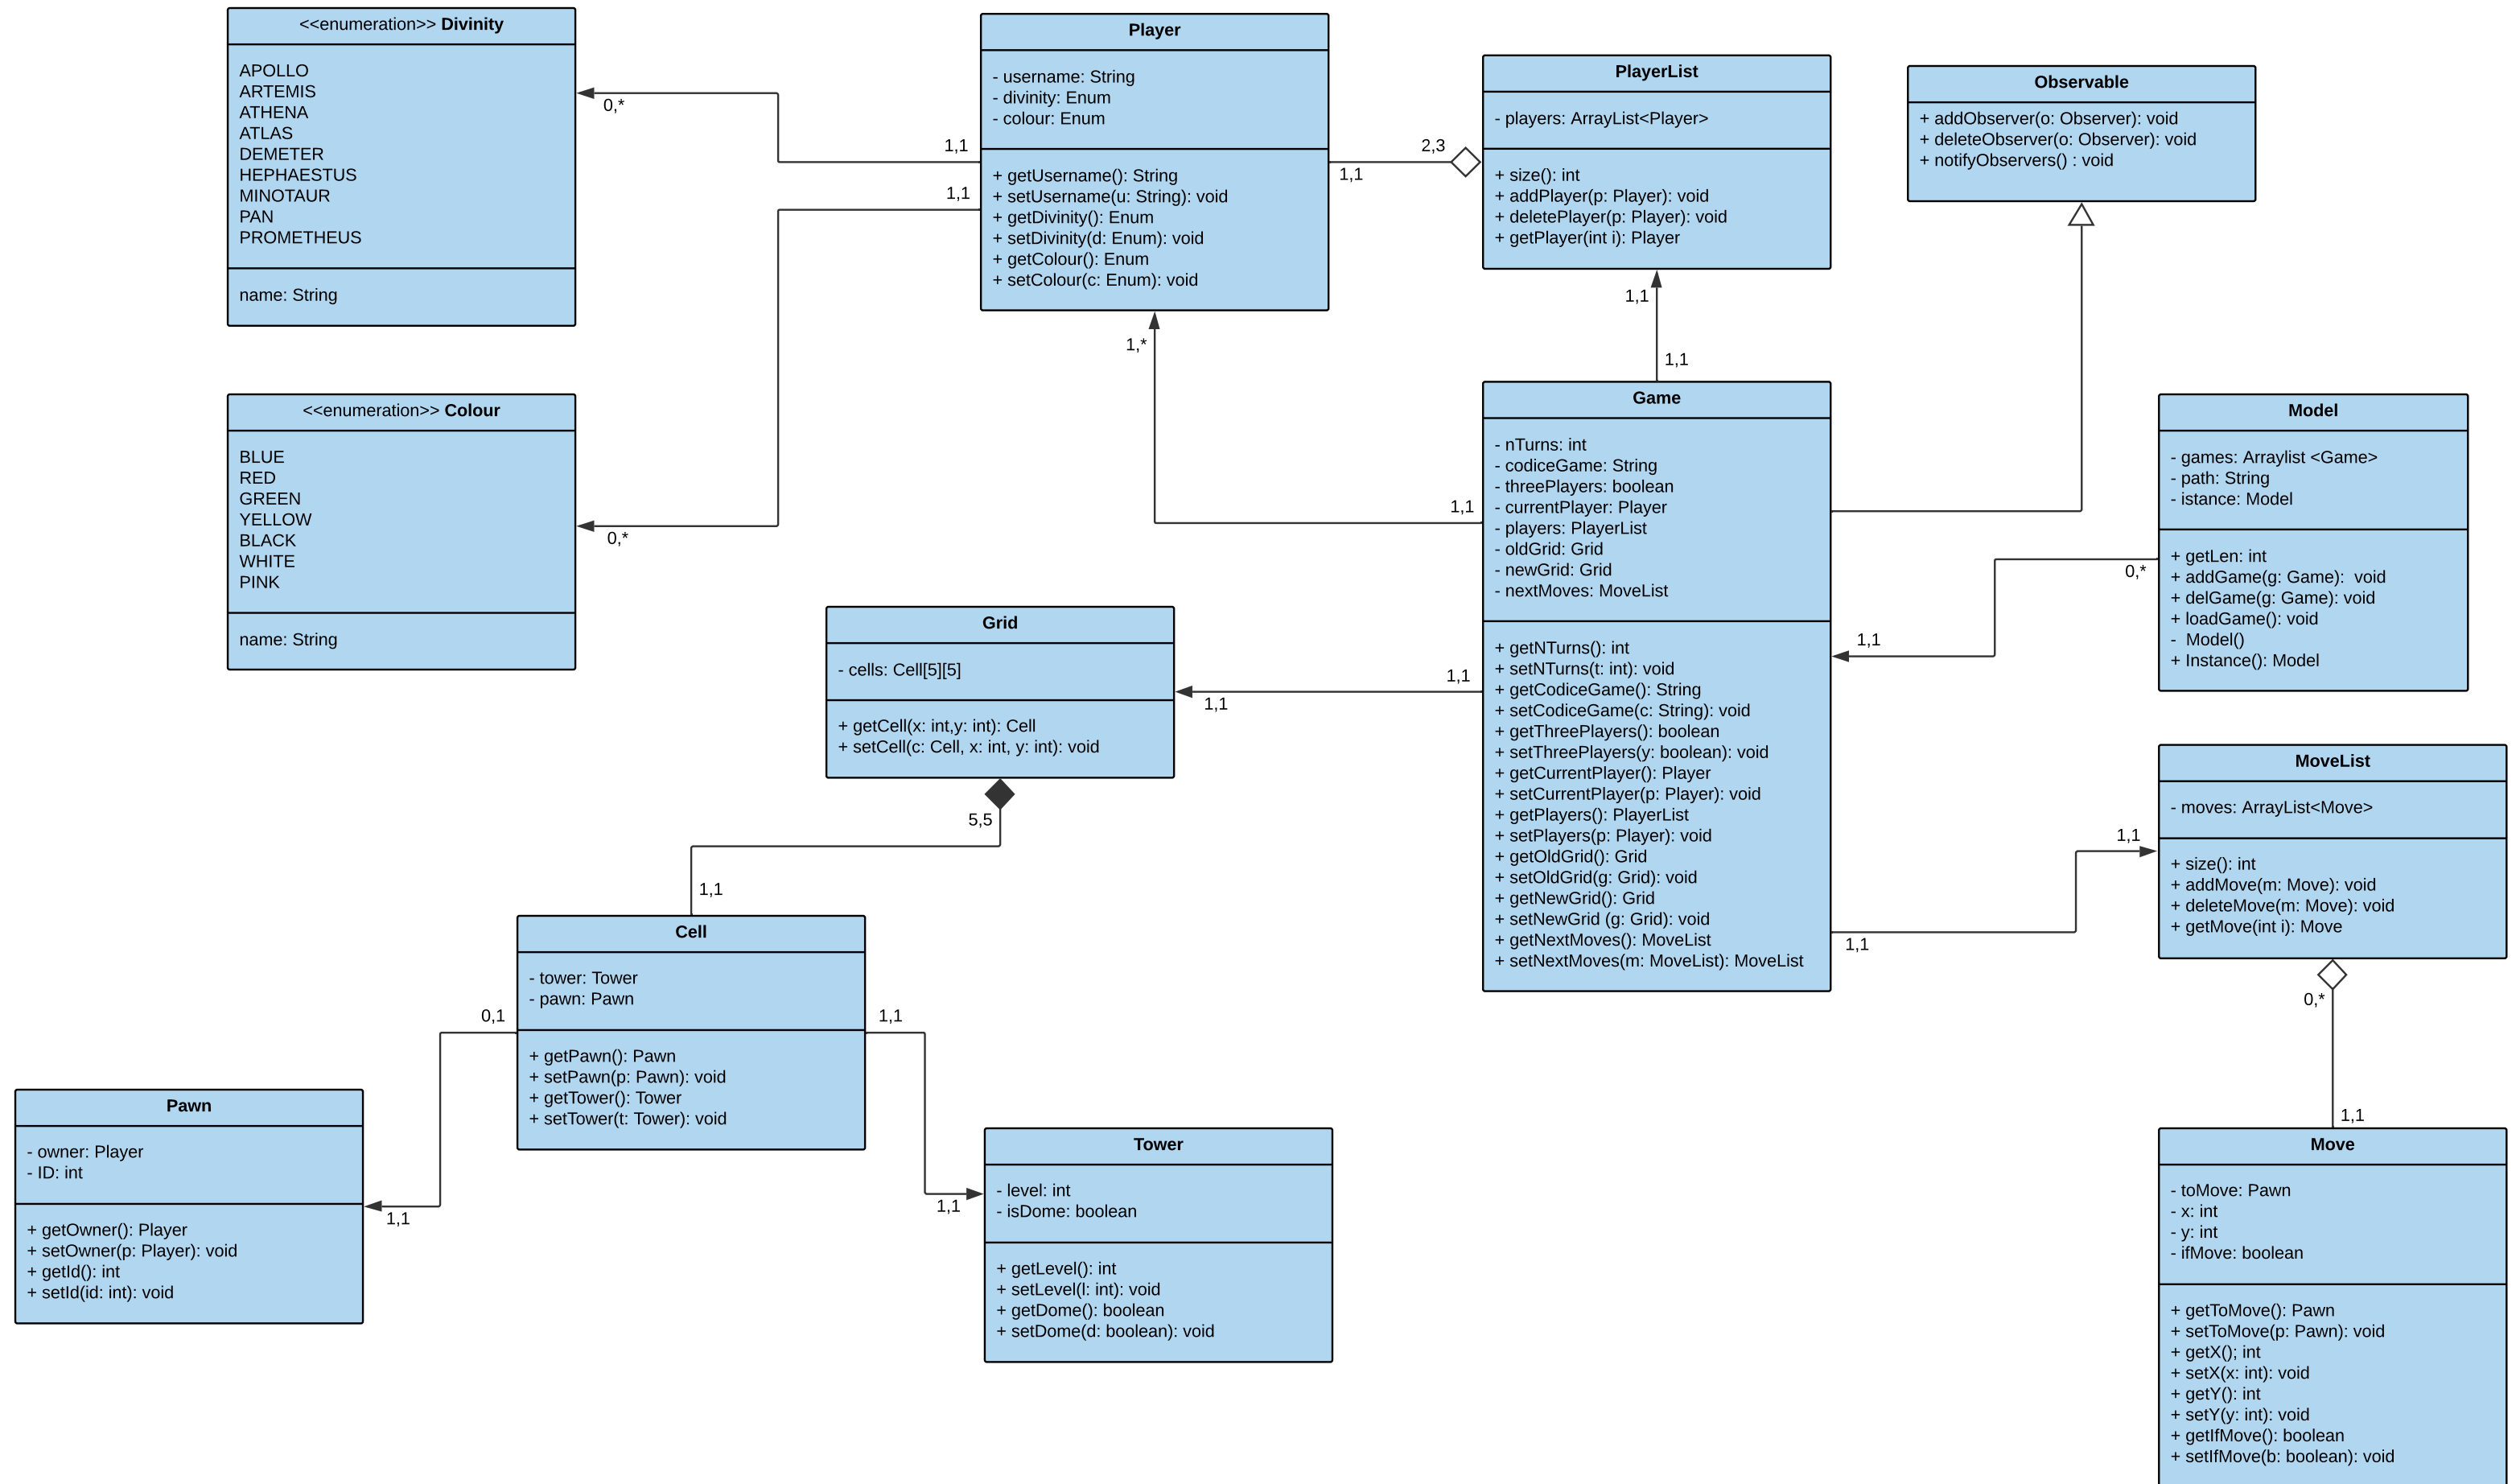 <<enumeration>> Divinity
APOLLO
ARTEMIS
ATHENA
ATLAS
DEMETER
HEPHAESTUS
MINOTAUR
PAN
PROMETHEUS
name: String
0,*
1,1
1,1
Player
- username: String
- divinity: Enum
- colour: Enum
+ getUsername(): String
+ setUsername(u: String): void
+ getDivinity(): Enum
+ setDivinity(d: Enum): void
+ getColour(): Enum
+ setColour(c: Enum): void
2,3
1,1
PlayerList
- players: ArrayList<Player>
+ size(): int
+ addPlayer(p: Player): void
+ deletePlayer(p: Player): void
+ getPlayer(int i): Player
Observable
+ addObserver(o: Observer): void
+ deleteObserver(o: Observer): void
+ notifyObservers() : void
1,1
1,1
1,*
1,1
<<enumeration>> Colour
BLUE
RED
GREEN
YELLOW
BLACK
WHITE
PINK
name: String
0,*
Game
- nTurns: int
- codiceGame: String
- threePlayers: boolean
- currentPlayer: Player
- players: PlayerList
- oldGrid: Grid
- newGrid: Grid
- nextMoves: MoveList
+ getNTurns(): int
+ setNTurns(t: int): void
+ getCodiceGame(): String
+ setCodiceGame(c: String): void
+ getThreePlayers(): boolean
+ setThreePlayers(y: boolean): void
+ getCurrentPlayer(): Player
+ setCurrentPlayer(p: Player): void
+ getPlayers(): PlayerList
+ setPlayers(p: Player): void
+ getOldGrid(): Grid
+ setOldGrid(g: Grid): void
+ getNewGrid(): Grid
+ setNewGrid (g: Grid): void
+ getNextMoves(): MoveList
+ setNextMoves(m: MoveList): MoveList
Model
- games: Arraylist <Game>
- path: String
- istance: Model
+ getLen: int
+ addGame(g: Game):  void
+ delGame(g: Game): void
+ loadGame(): void
-  Model()
+ Instance(): Model
0,*
1,1
Grid
- cells: Cell[5][5]
+ getCell(x: int,y: int): Cell
+ setCell(c: Cell, x: int, y: int): void
1,1
1,1
5,5
1,1
MoveList
- moves: ArrayList<Move>
+ size(): int
+ addMove(m: Move): void
+ deleteMove(m: Move): void
+ getMove(int i): Move
1,1
1,1
0,*
1,1
Cell
- tower: Tower
- pawn: Pawn
+ getPawn(): Pawn
+ setPawn(p: Pawn): void
+ getTower(): Tower
+ setTower(t: Tower): void
0,1
1,1
1,1
1,1
Pawn
- owner: Player
- ID: int
+ getOwner(): Player
+ setOwner(p: Player): void
+ getId(): int
+ setId(id: int): void
Tower
- level: int
- isDome: boolean
+ getLevel(): int
+ setLevel(l: int): void
+ getDome(): boolean
+ setDome(d: boolean): void
Move
- toMove: Pawn
- x: int
- y: int
- ifMove: boolean
+ getToMove(): Pawn
+ setToMove(p: Pawn): void
+ getX(); int
+ setX(x: int): void
+ getY(): int
+ setY(y: int): void
+ getIfMove(): boolean
+ setIfMove(b: boolean): void